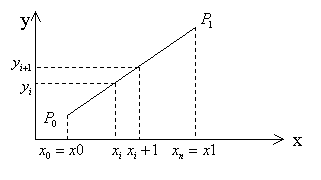 y
P₁
yᵢ₊₁
yᵢ
P₀
x
x₀ = x0 xᵢ xᵢ+1 xₙ = x1